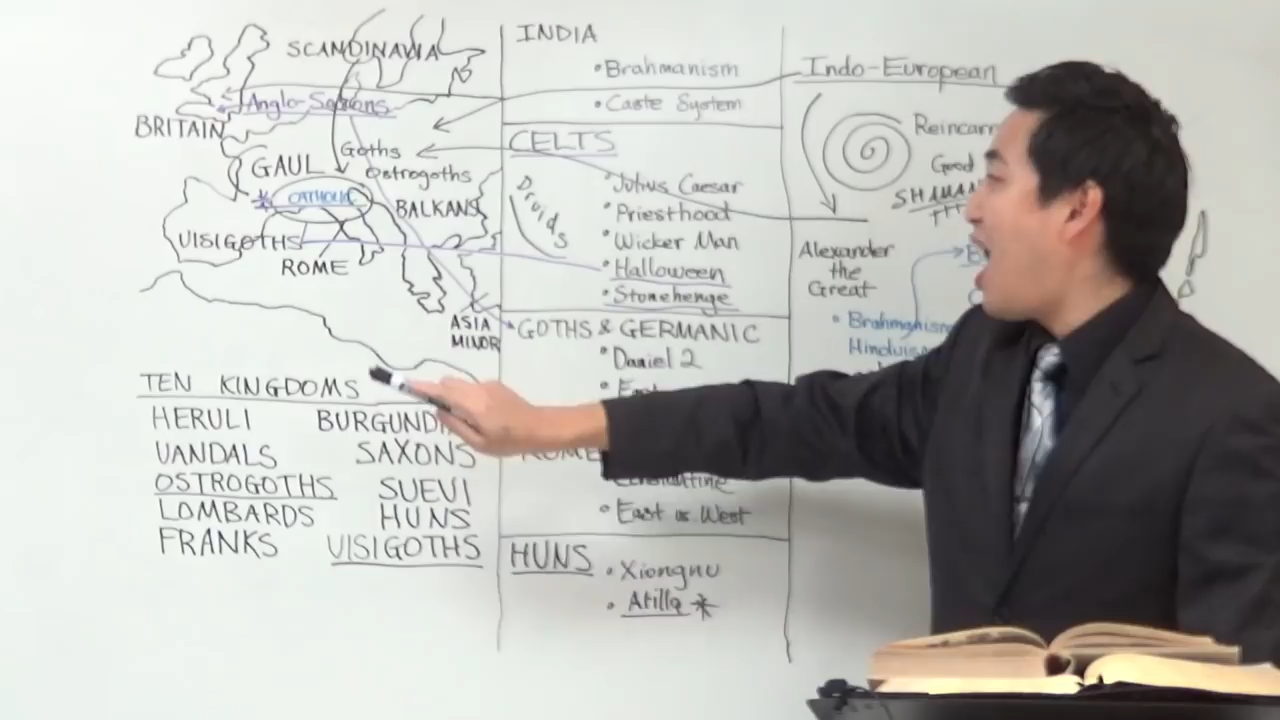 SCANDINAVIA
Anglo-Saxons
BRITAIN
Goths
GAUL
Ostrogoths
CATHOLIC
BALKANS
VISIGOTHS
ROME
ASIA
MINOR
TEN KINGDOMS
HERULI
VANDALS
OSTROGOTHS
LOMBARDS
FRANKS
SAXONS
SUEVI
HUNS
VISIGOTHS
INDIA
• Brahmanism
• Caste System
CELTS
Druids
• Julius Caesar
• Priesthood
• Wicker Man
• Halloween
• Stonehenge
GOTHS & GERMANIC
• Daniel 2
• East vs. West
HUNS
• Xiongnu
• Atilla *
Indo-European
Good
Alexander
the
Great
• Brahmanism